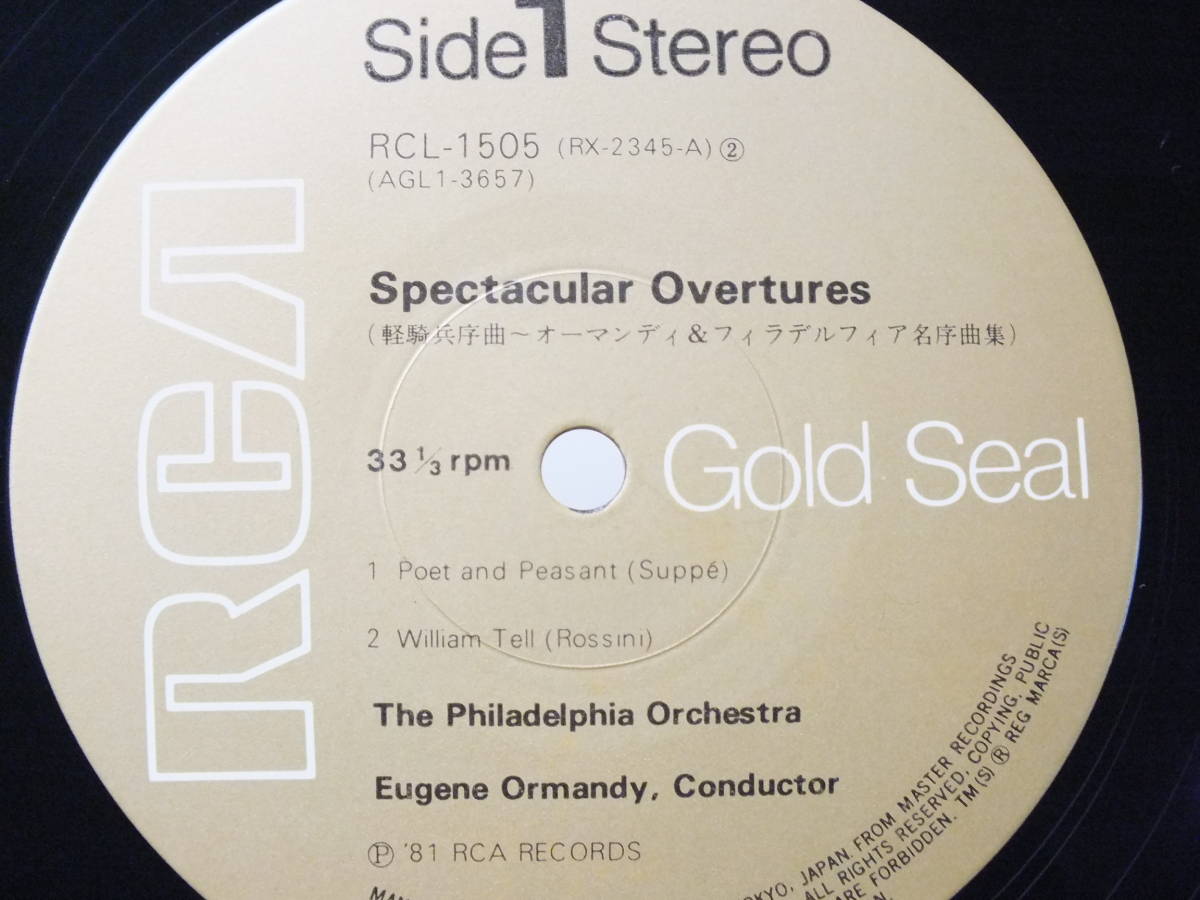 Side 1 Stereo
RCL-1505 (RX-2345-A) ②
(AGL1-3657)
RCA
Spectacular Overtures
(軽騎兵序曲～オーマンディ&フィラデルフィア名序曲集)
33 1/3 rpm
Gold Seal
1 Poet and Peasant (Suppé)
2 William Tell (Rossini)
The Philadelphia Orchestra
Eugene Ormandy, Conductor
Ⓟ '81 RCA RECORDS
JAPAN. FROM MASTER RECORDINGS
ALL RIGHTS RESERVED, COPYING, PUBLIC
ARE FORBIDDEN. TM(S) ® REG MARCA(S)